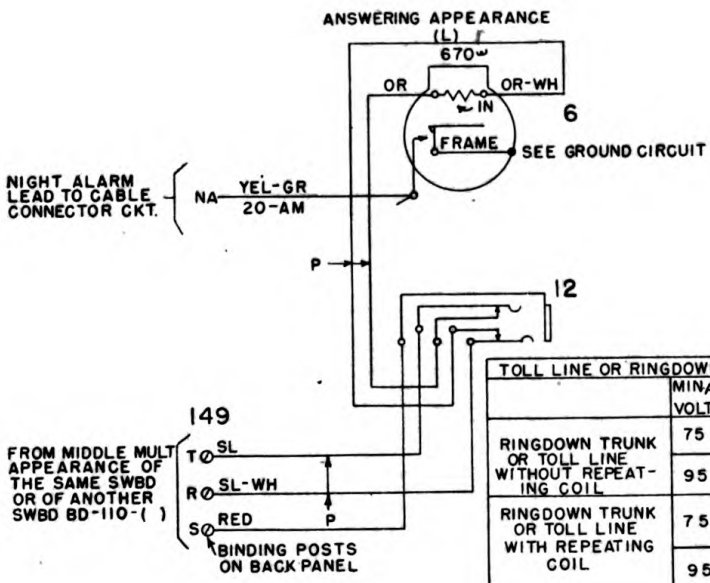 ANSWERING APPEARANCE
(L)
670ω
OR
OR-WH
IN
6
FRAME
SEE GROUND CIRCUIT
NIGHT ALARM
LEAD TO CABLE
CONNECTOR CKT.
NA
YEL-GR
20-AM
P
12
149
FROM MIDDLE MULT
APPEARANCE OF
THE SAME SWBD
OR OF ANOTHER
SWBD BD-110-( )
T
SL
R
SL-WH
P
S
RED
BINDING POSTS
ON BACK PANEL
TOLL LINE OR RINGDOW
MIN
VOLT
RINGDOWN TRUNK
OR TOLL LINE
WITHOUT REPEAT-
ING COIL
75
95
RINGDOWN TRUNK
OR TOLL LINE
WITH REPEATING
COIL
75
95